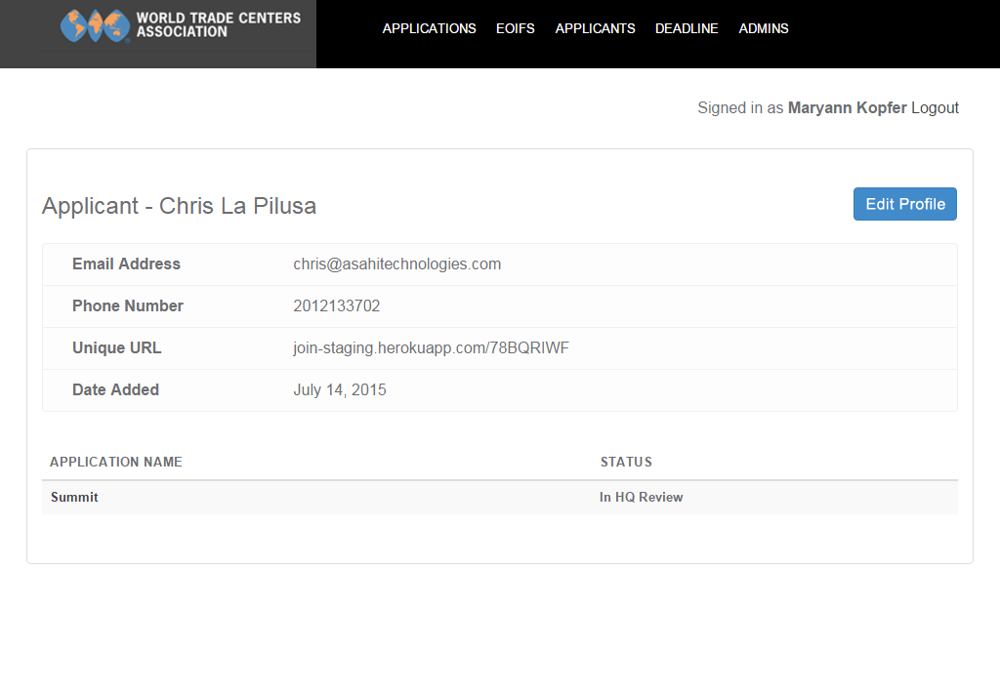 WORLD TRADE CENTERS
ASSOCIATION
APPLICATIONS EOIFS APPLICANTS DEADLINE ADMINS
Signed in as Maryann Kopfer Logout
Applicant - Chris La Pilusa
Edit Profile
Email Address chris@asahitechnologies.com
Phone Number 2012133702
Unique URL join-staging.herokuapp.com/78BQRIWF
Date Added July 14, 2015
APPLICATION NAME STATUS
Summit In HQ Review